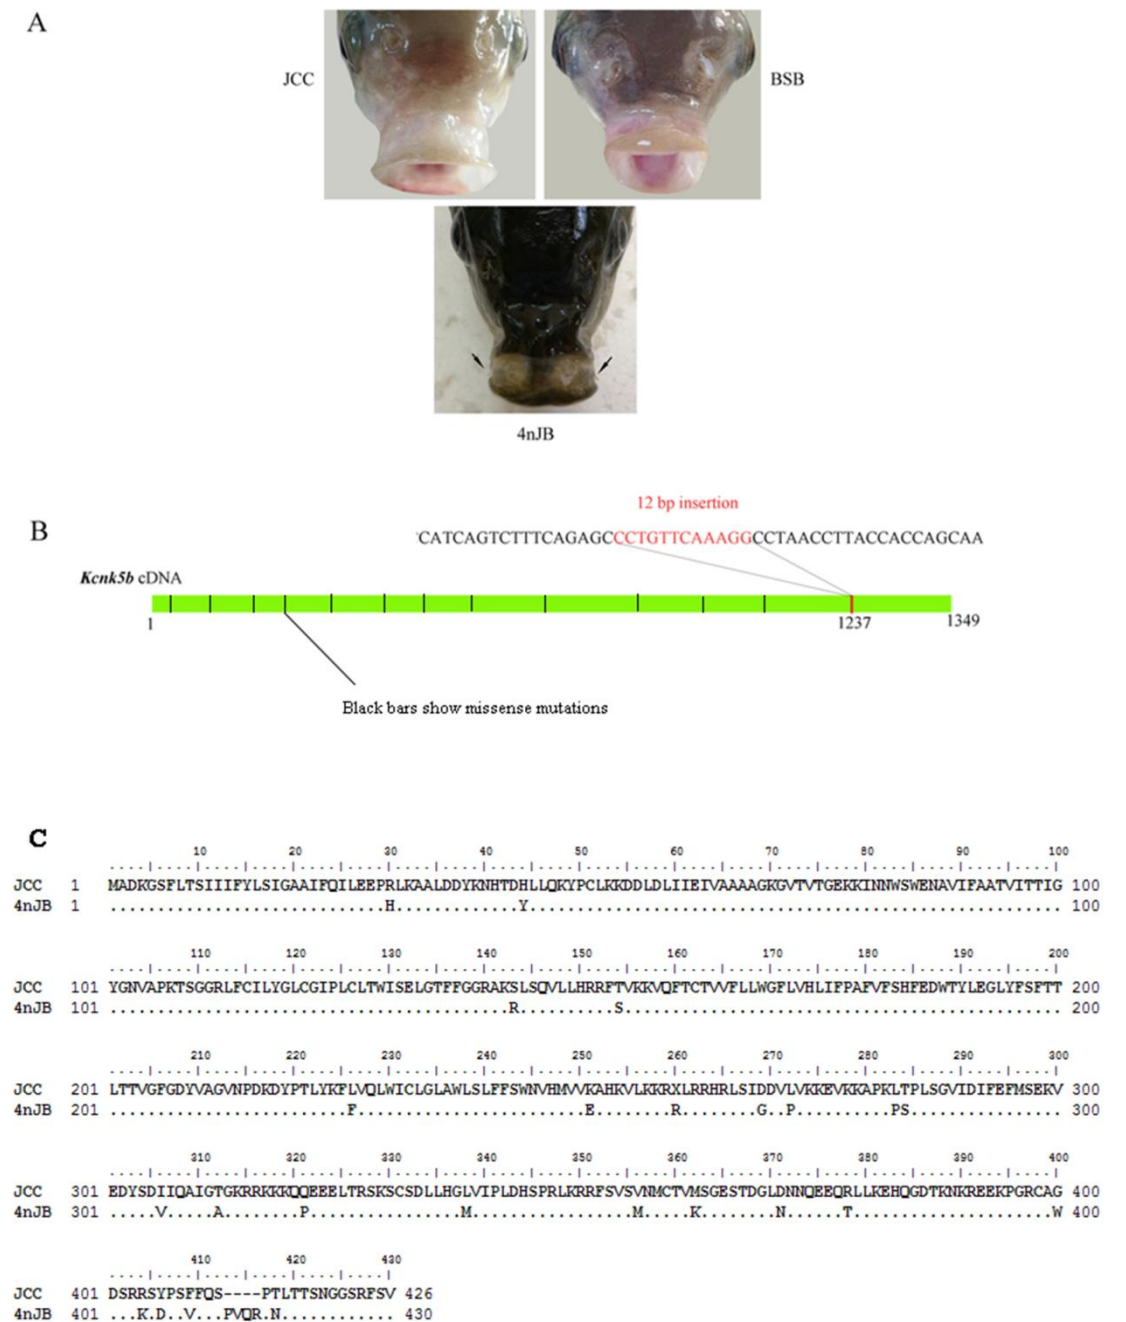 A
JCC
BSB
4nJB
B
12 bp insertion
CATCAGTCTTTCAGAGCCCTGTTCAAAGGCCTAACCTTACCACCAGCAA
Kcnk5b cDNA
1 1237 1349
Black bars show missense mutations
C
10 20 30 40 50 60 70 80 90 100
JCC 1 MADKGSFLTSIIIFYLSIGAAIFQILEEPRLKAALDDYKNHTDHLLQKYPCLKKDDLDLIIEIVAAAAGKGVTVTGEKKINNWSWENAVIFAATVITTIG 100
4nJB 1 .............................H.............Y........................................................ 100
110 120 130 140 150 160 170 180 190 200
JCC 101 YGNVAPKTSGGRLFCILYGLCGIPLCLTWISELGTFFGGRAKSLSQVLLHRRFTVKKVQFTCTVVFLLWGFLVHLIFPAFVFSHFEDWTYLEGLYFSFTT 200
4nJB 101 ..........................................R..........S.............................................. 200
210 220 230 240 250 260 270 280 290 300
JCC 201 LTTVGFGDYVAGVNPDKDYPTLYKFLVQLWICLGLAWLSLFFSWNVHMVVKAHKVLKKRXLRRHRLSIDDVLVKKEVKKAPKLTPLSGVIDIFEFMSEKV 300
4nJB 201 .........................F........................E........R........G..P..........PS............... 300
310 320 330 340 350 360 370 380 390 400
JCC 301 EDYSDIIQAIGTGKRRKKKQQEEELTRSKSCSDLLHGLVIPLDHSPRLKRRFSVSVNMCTVMSGESTDGLDNNQEEQRLLKEHQGDTKNKREEKPGRCAG 400
4nJB 301 .....V.....A........P................M.................M.....C........N......T.....................W 400
410 420 430
JCC 401 DSRRSYPSFFQS----PTLTTSNGGSRFSV 426
4nJB 401 ...K.D..V...PVQR.N............ 430